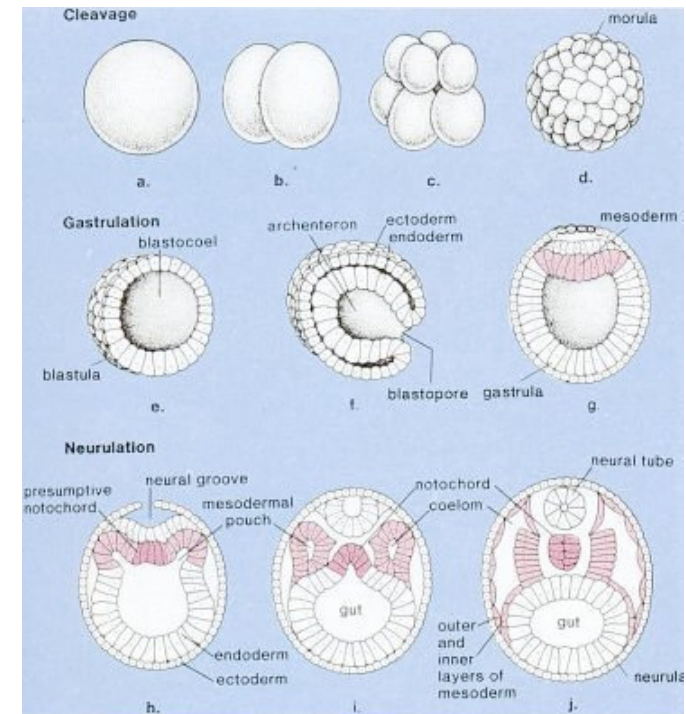 Cleavage
morula
a.
b.
c.
d.
Gastrulation
blastocoel
archenteron
ectoderm
endoderm
mesoderm
blastula
blastopore
gastrula
e.
f.
g.
Neurulation
neural groove
presumptive
notochord
mesodermal
pouch
notochord
coelom
neural tube
gut
gut
endoderm
ectoderm
outer
and
inner
layers of
mesoderm
neurula
h.
i.
j.